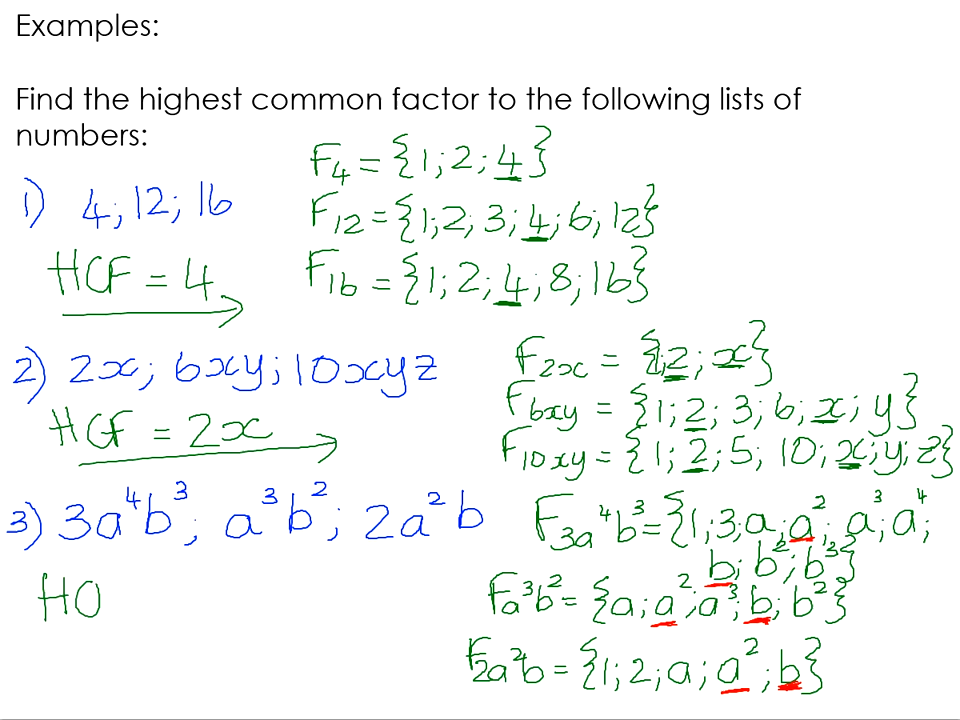 Examples:
Find the highest common factor to the following lists of
numbers:
1) 4; 12; 16
HCF = 4
F₄ = {1; 2; 4}
F₁₂ = {1; 2; 3; 4; 6; 12}
F₁₆ = {1; 2; 4; 8; 16}
2) 2x; 6xy; 10xyz
HCF = 2x
F₂ₓ = {1; 2; x}
F₆ₓy = {1; 2; 3; 6; x; y}
F₁₀ₓy = {1; 2; 5; 10; x; y; z}
3) 3a⁴b³; a³b²; 2a²b
HC
F3a⁴b³ = {1; 3; a; a²; a³; a⁴;
b; b²; b³}
Fa³b² = {a; a²; a³; b; b²}
F2a²b = {1; 2; a; a²; b}